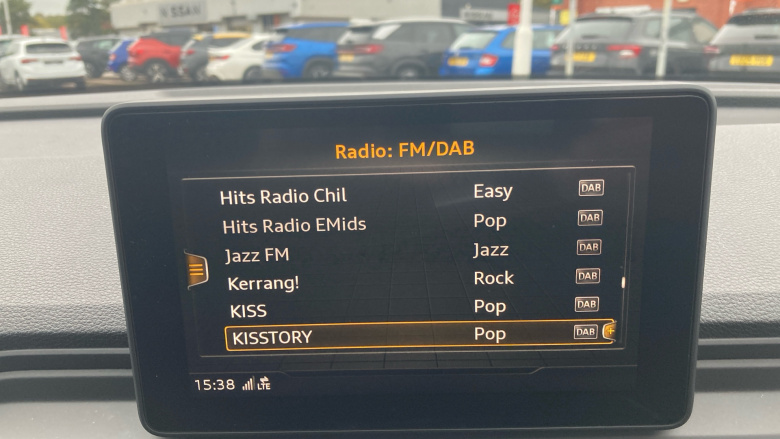 NISSAN
Radio: FM/DAB
Hits Radio Chil Easy DAB
Hits Radio EMids Pop DAB
Jazz FM Jazz DAB
Kerrang! Rock DAB
KISS Pop DAB
KISSTORY Pop DAB
15:38 LTE